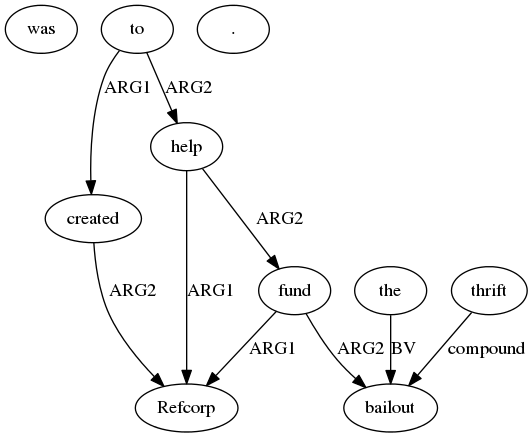 was to .
ARG1 ARG2
help
created ARG2
ARG2 ARG1 fund the thrift
ARG1 ARG2 BV compound
Refcorp bailout